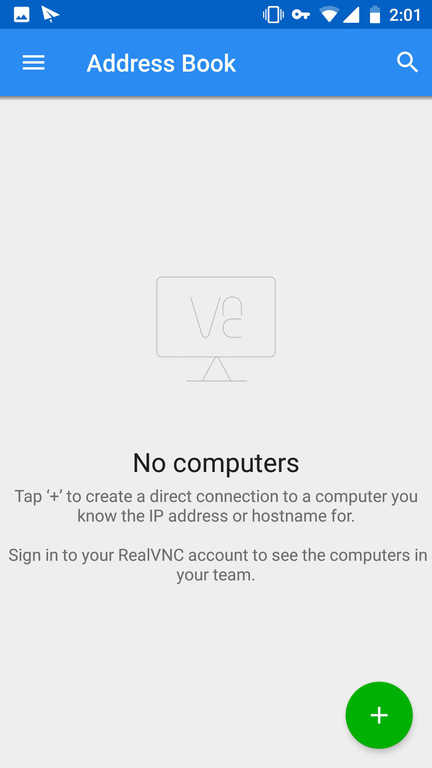 2:01
Address Book
No computers
Tap ‘+’ to create a direct connection to a computer you
know the IP address or hostname for.
Sign in to your RealVNC account to see the computers in
your team.